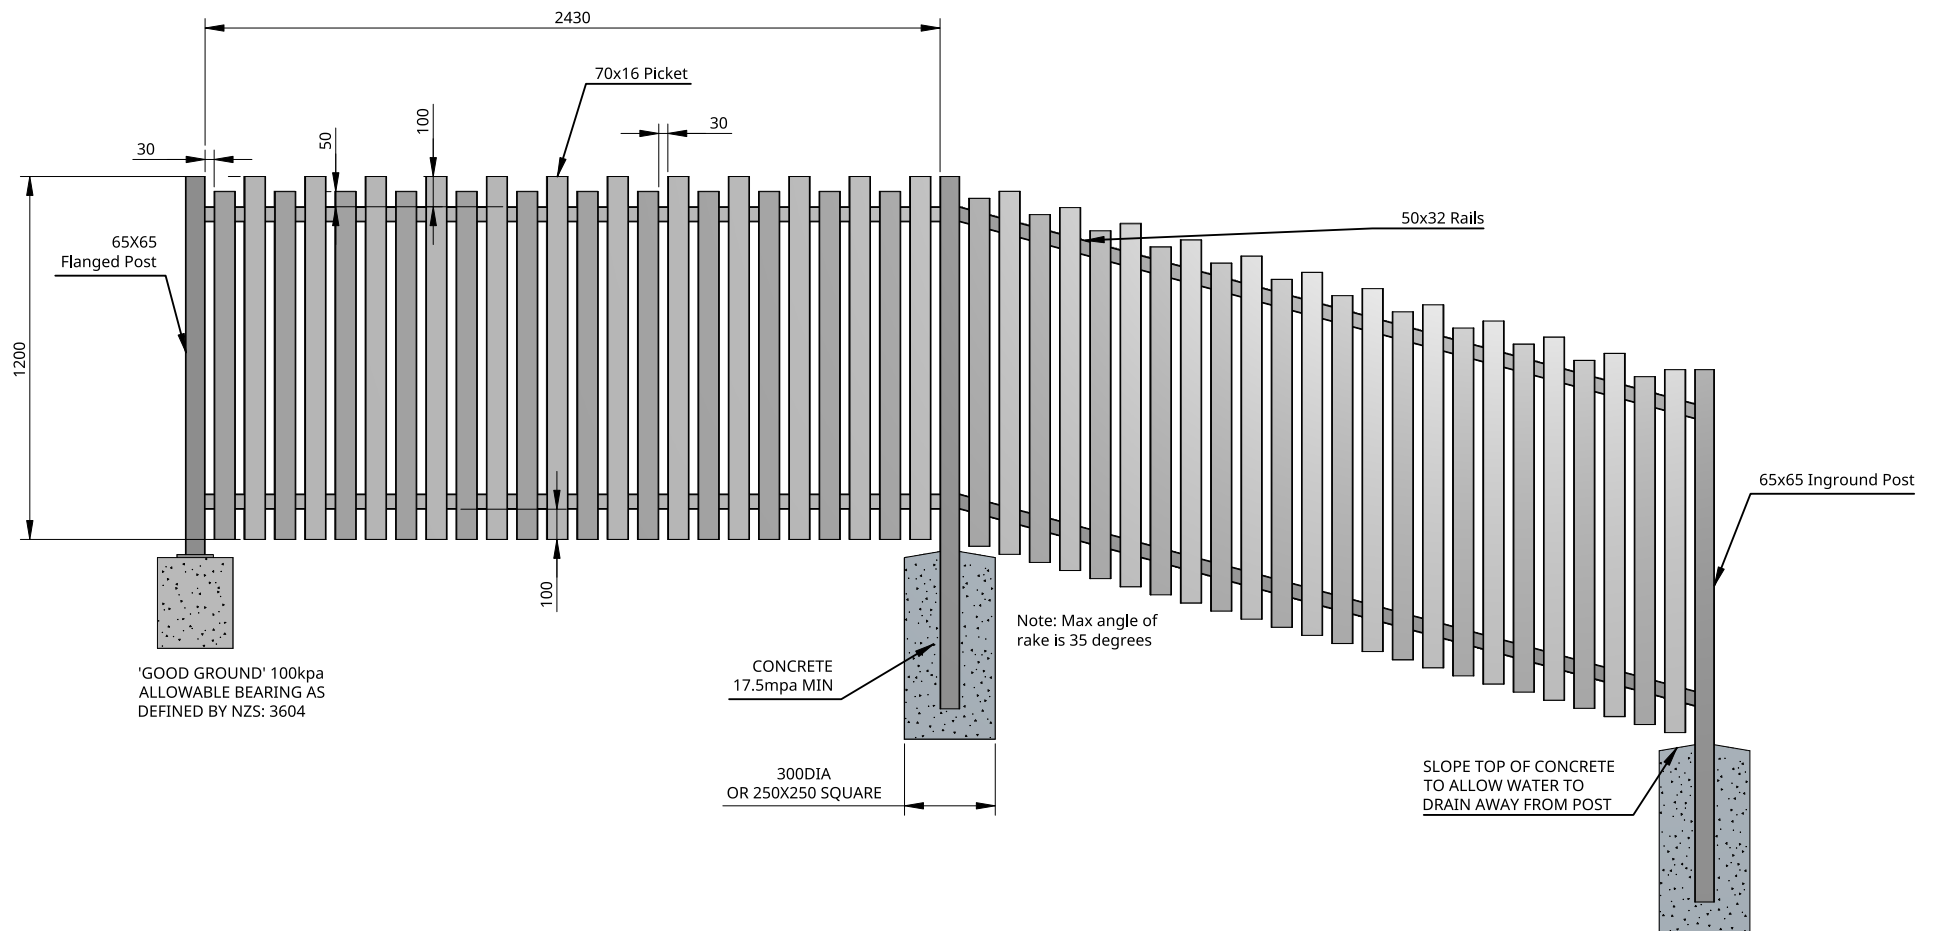 2430
70x16 Picket
100
50
30
30
50x32 Rails
65X65
Flanged Post
1200
65x65 Inground Post
100
Note: Max angle of
rake is 35 degrees
'GOOD GROUND' 100kpa
ALLOWABLE BEARING AS
DEFINED BY NZS: 3604
CONCRETE
17.5mpa MIN
300DIA
OR 250X250 SQUARE
SLOPE TOP OF CONCRETE
TO ALLOW WATER TO
DRAIN AWAY FROM POST